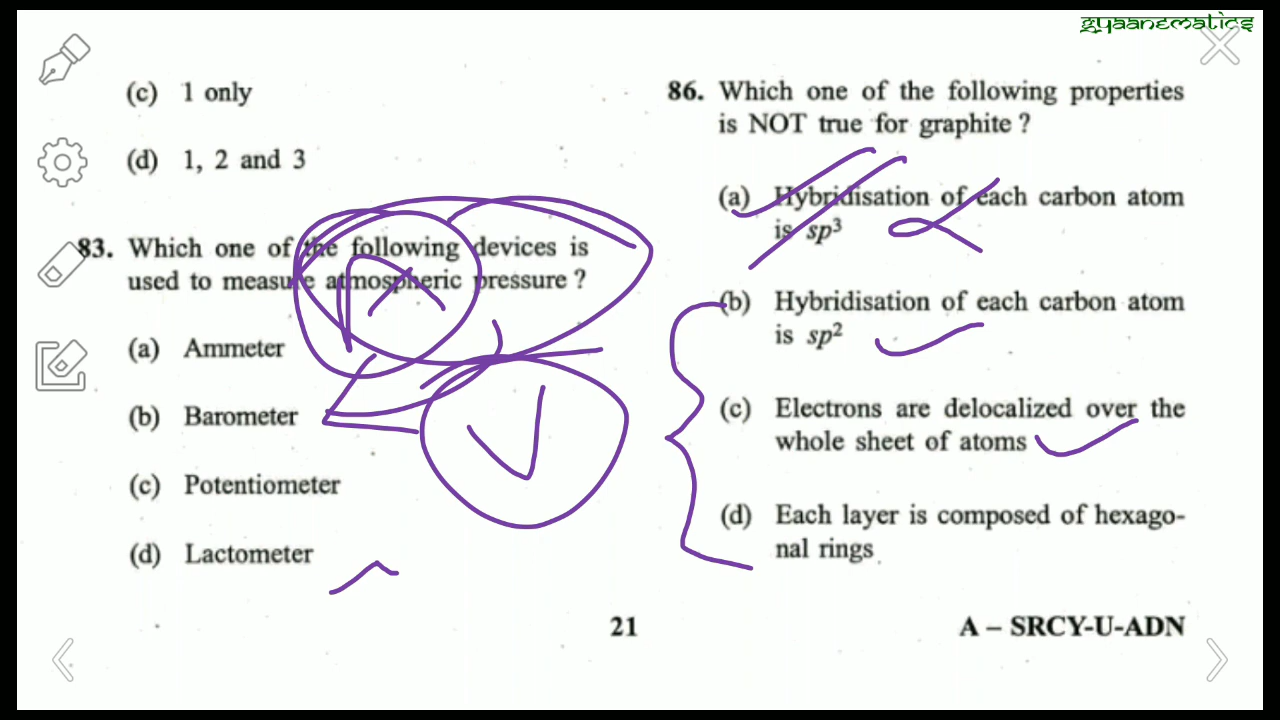 gyaanematics
(c) 1 only
(d) 1, 2 and 3
83. Which one of the following devices is
used to measure atmospheric pressure ?
(a) Ammeter
(b) Barometer
(c) Potentiometer
(d) Lactometer
86. Which one of the following properties
is NOT true for graphite ?
(a) Hybridisation of each carbon atom
is sp³
(b) Hybridisation of each carbon atom
is sp²
(c) Electrons are delocalized over the
whole sheet of atoms
(d) Each layer is composed of hexago-
nal rings
21
A – SRCY-U-ADN